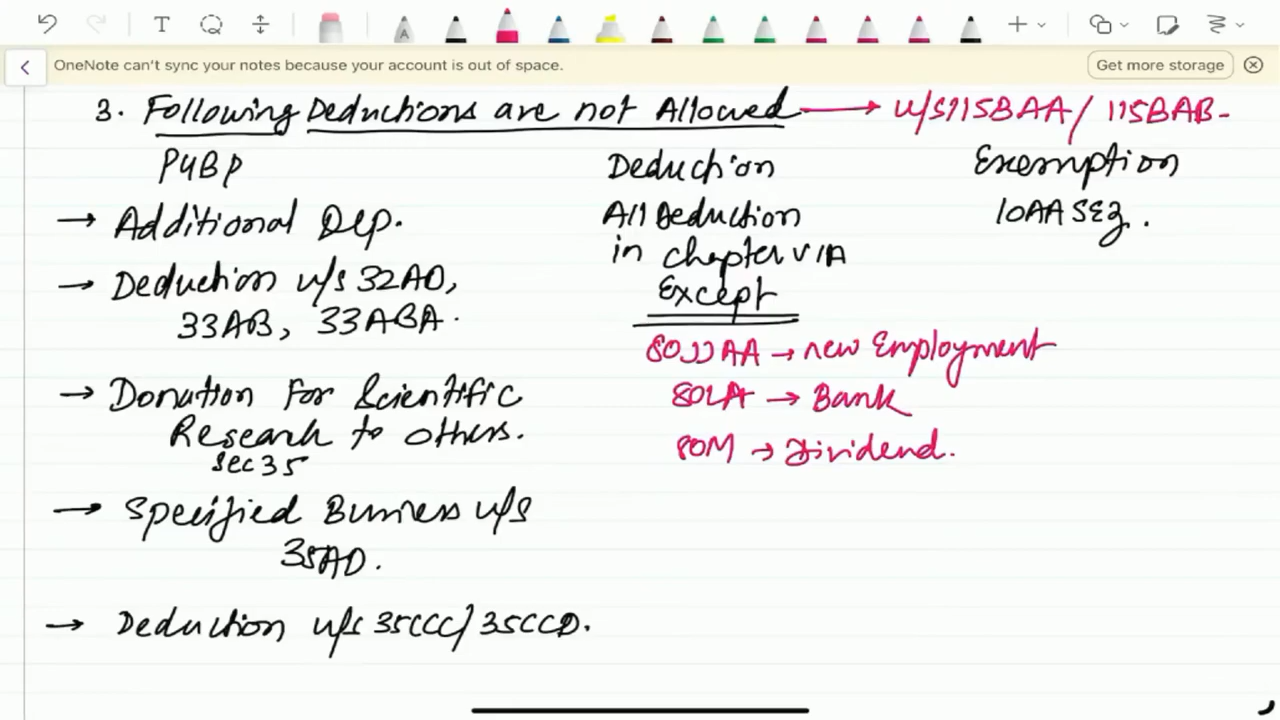 OneNote can't sync your notes because your account is out of space.
Get more storage
3. Following Deductions are not Allowed → u/s 115BAA/ 115BAB-
PGBP
Deduction
Exemption
→ Additional Dep.
All Deduction
10AA SEZ.
in chapter VIA
→ Deduction u/s 32AD,
Except
33AB, 33ABA.
80JJAA → new Employment
→ Donation For Scientific
80LA → Bank
Research to others.
80M → Dividend.
Sec 35
→ Specified Business u/s
35AD.
→ Deduction u/s 35CCC/35CCD.